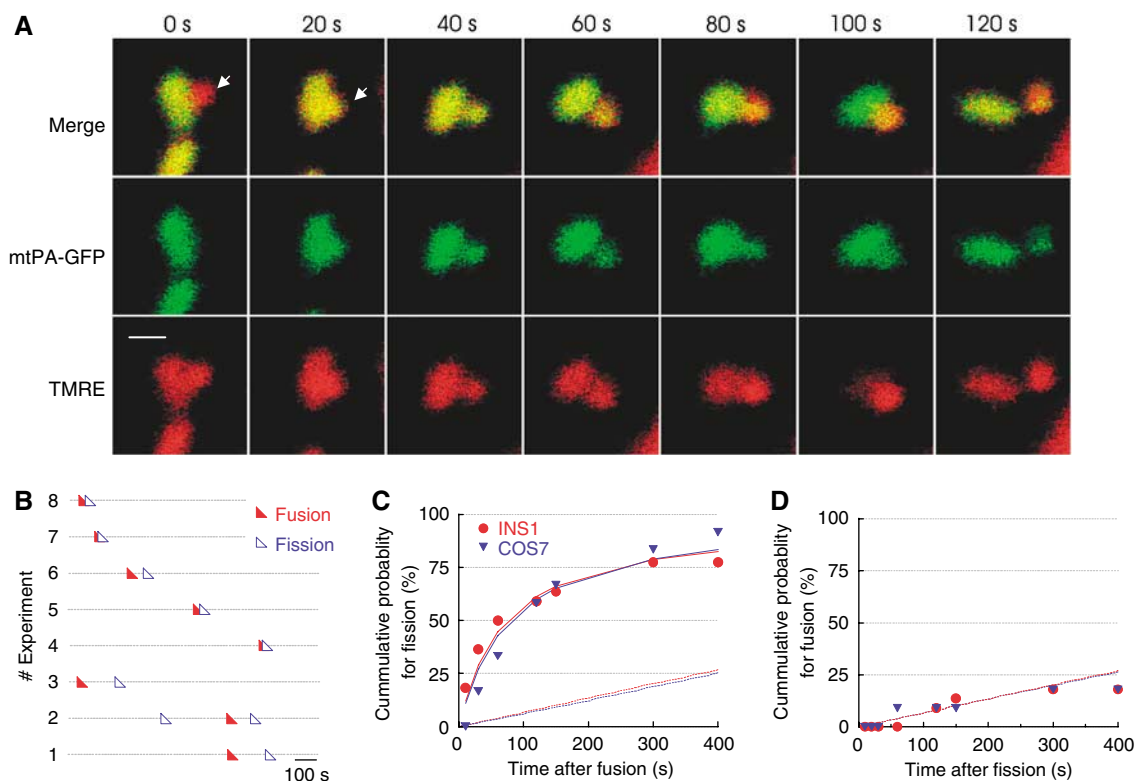 A
0 s 20 s 40 s 60 s 80 s 100 s 120 s
Merge
mtPA-GFP
TMRE
B
# Experiment
8
7
6
5
4
3
2
1
Fusion
Fission
100 s
C
Cummulative probability
for fission (%)
100
75
50
25
0
INS1
COS7
0 100 200 300 400
Time after fusion (s)
D
Cummulative probablity
for fusion (%)
100
75
50
25
0
0 100 200 300 400
Time after fission (s)